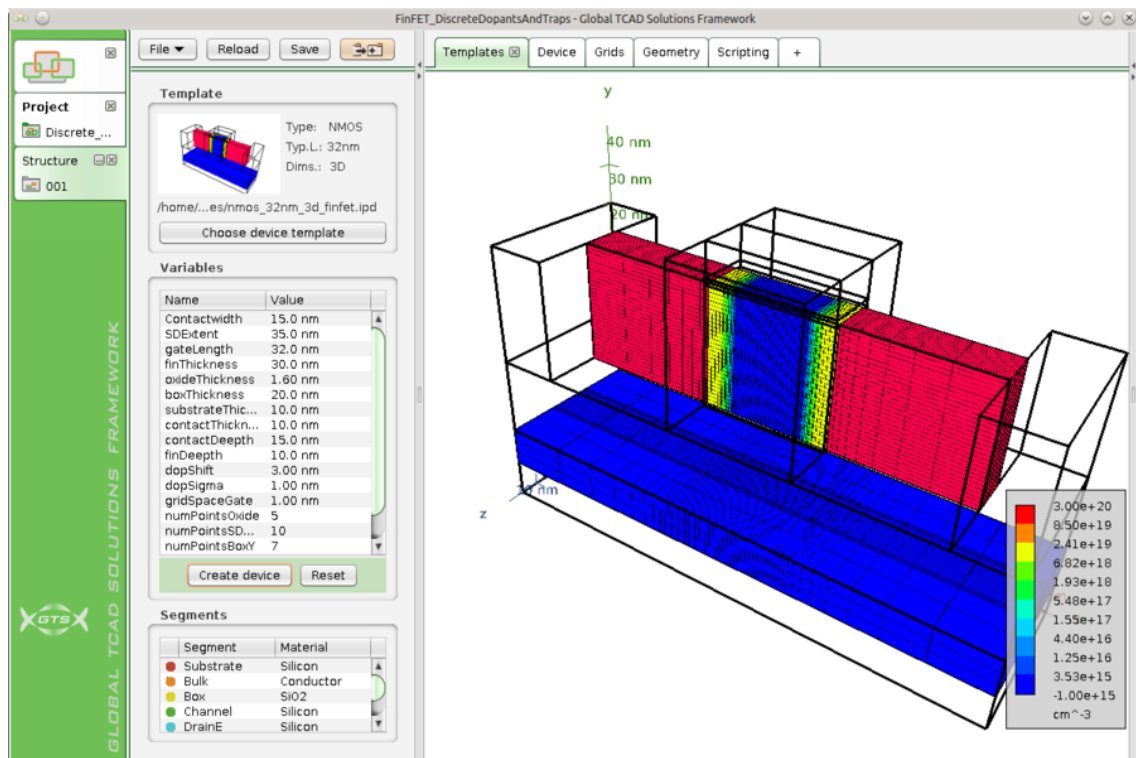 FinFET_DiscreteDopantsAndTraps - Global TCAD Solutions Framework
File Reload Save
Templates Device Grids Geometry Scripting +
Project
Discrete_...
Structure
001
GLOBAL TCAD SOLUTIONS FRAMEWORK
GTS
Template
Type: NMOS
Typ.L.: 32nm
Dims.: 3D
/home/...es/nmos_32nm_3d_finfet.ipd
Choose device template
Variables
Name Value
Contactwidth 15.0 nm
SDExtent 35.0 nm
gateLength 32.0 nm
finThickness 30.0 nm
oxideThickness 1.60 nm
boxThickness 20.0 nm
substrateThic... 10.0 nm
contactThickn... 10.0 nm
contactDeepth 15.0 nm
finDeepth 10.0 nm
dopShift 3.00 nm
dopSigma 1.00 nm
gridSpaceGate 1.00 nm
numPointsOxide 5
numPointsSD... 10
numPointsBoxY 7
Create device Reset
Segments
Segment Material
Substrate Silicon
Bulk Conductor
Box SiO2
Channel Silicon
DrainE Silicon
y
40 nm
30 nm
20 nm
nm
z
3.00e+20
8.50e+19
2.41e+19
6.82e+18
1.93e+18
5.48e+17
1.55e+17
4.40e+16
1.25e+16
3.53e+15
-1.00e+15
cm^-3